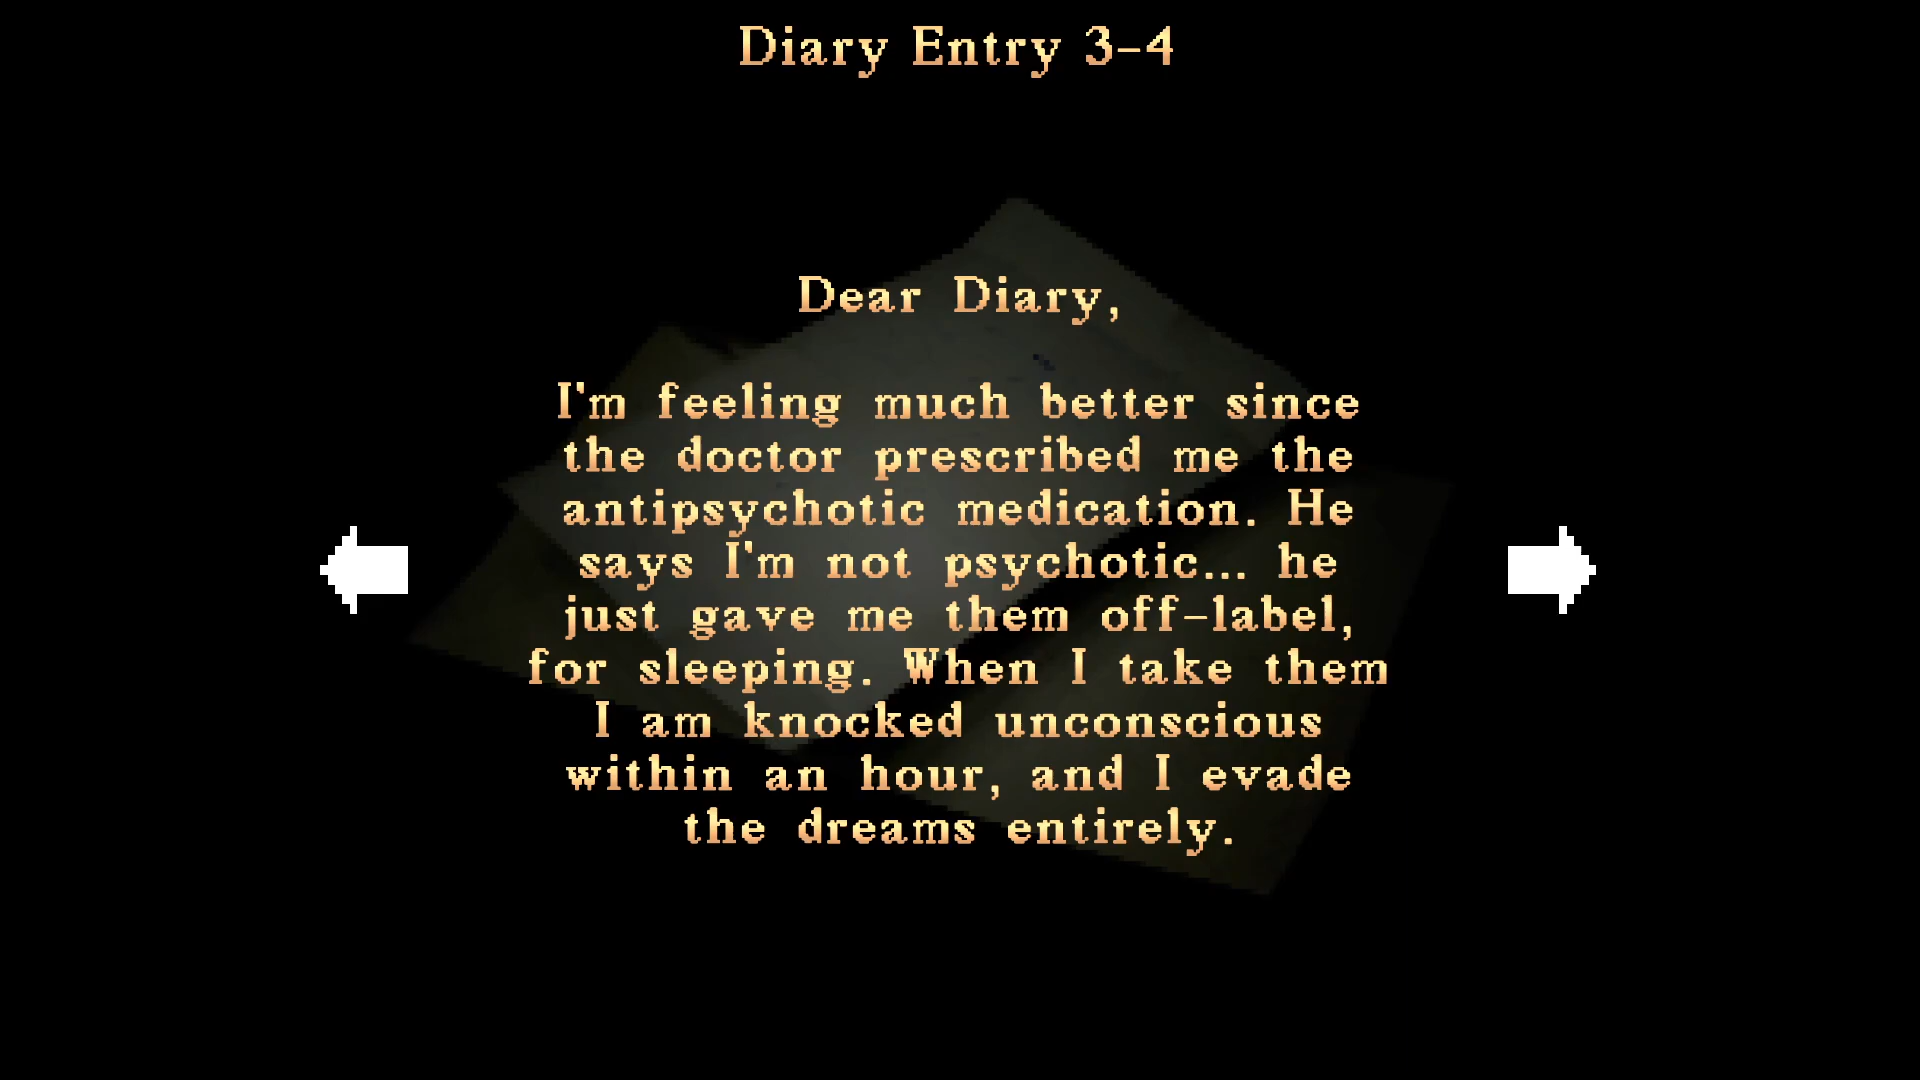 Diary Entry 3-4
Dear Diary,
I'm feeling much better since
the doctor prescribed me the
antipsychotic medication. He
says I'm not psychotic... he
just gave me them off-label,
for sleeping. When I take them
I am knocked unconscious
within an hour, and I evade
the dreams entirely.